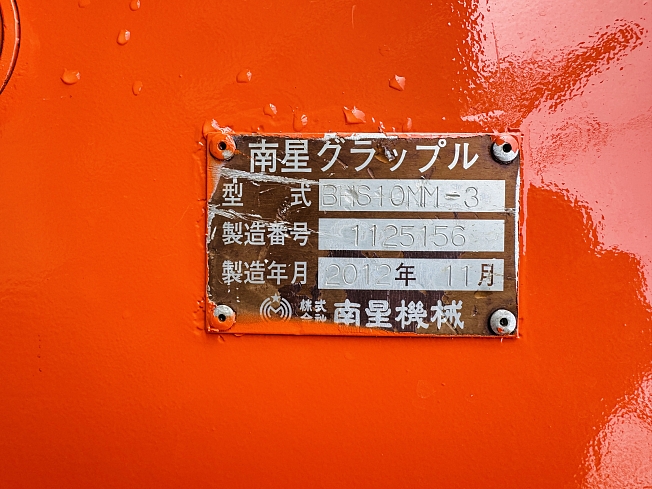 南星グラップル
型 式 BHS10NM-3
製造番号 1125156
製造年月 2012年 11月
株式会社 南星機械